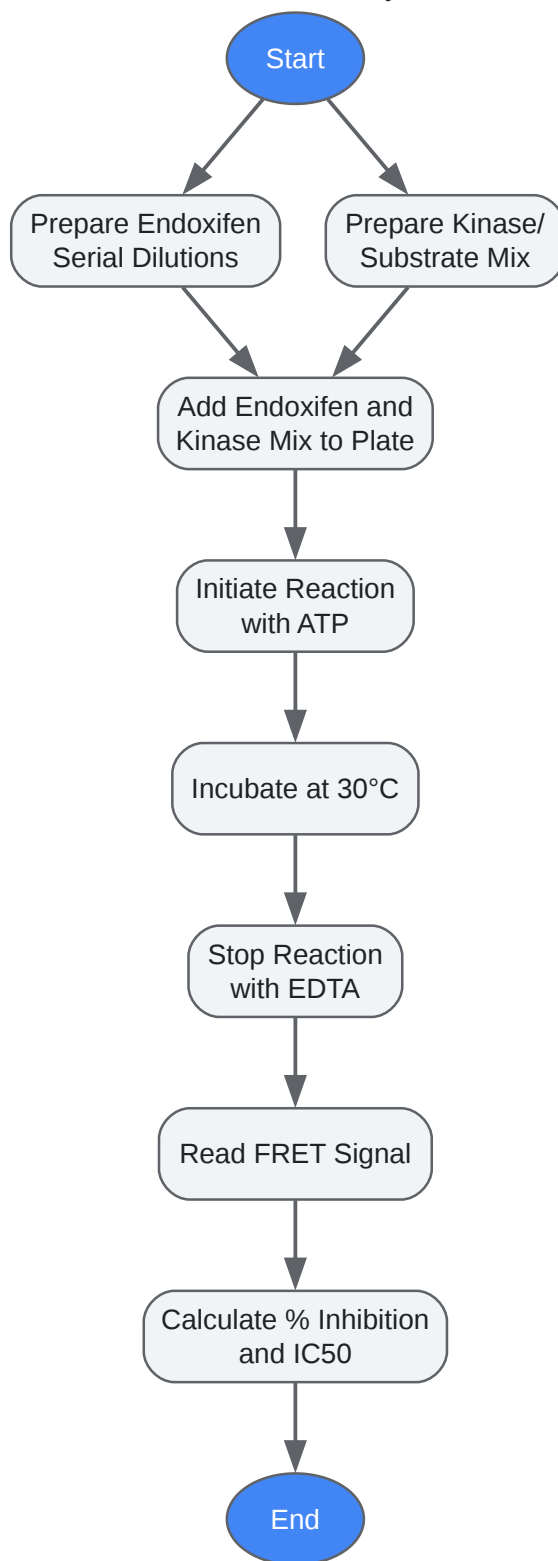 Start
Prepare Endoxifen
Serial Dilutions
Prepare Kinase/
Substrate Mix
Add Endoxifen and
Kinase Mix to Plate
Initiate Reaction
with ATP
Incubate at 30°C
Stop Reaction
with EDTA
Read FRET Signal
Calculate % Inhibition
and IC50
End